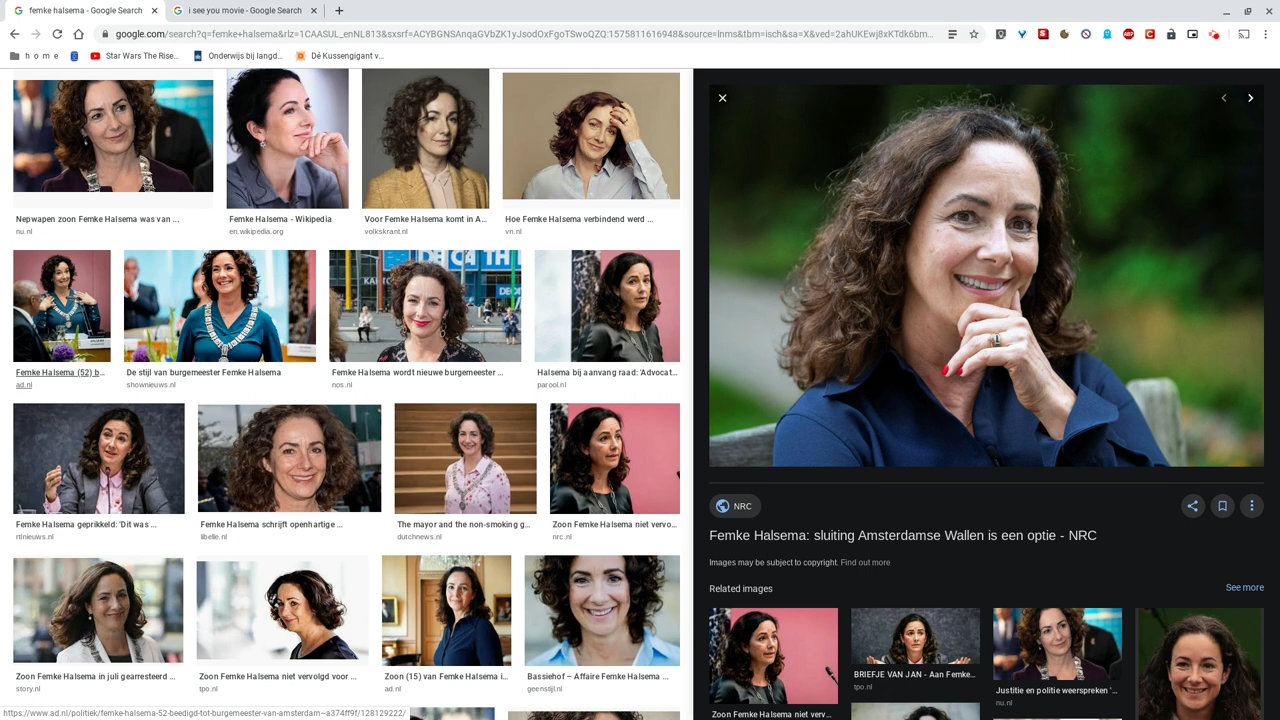 femke halsema - Google Search
i see you movie - Google Search
google.com/search?q=femke+halsema&rlz=1CAASUL_enNL813&sxsrf=ACYBGNSAnqaGVbZK1yJsodOxFgoTSwoQZQ:1575811616948&source=lnms&tbm=isch&sa=X&ved=2ahUKEwj8xKTdk6bm...
h o m e
Star Wars The Rise...
Onderwijs bij langd...
Dé Kussengigant v...
Nepwapen zoon Femke Halsema was van ...
nu.nl
Femke Halsema - Wikipedia
en.wikipedia.org
Voor Femke Halsema komt in A...
volkskrant.nl
Hoe Femke Halsema verbindend werd ...
vn.nl
Femke Halsema (52) b...
ad.nl
De stijl van burgemeester Femke Halsema
shownieuws.nl
Femke Halsema wordt nieuwe burgemeester ...
nos.nl
Halsema bij aanvang raad: 'Advocat...
parool.nl
Femke Halsema geprikkeld: 'Dit was ...
rtlnieuws.nl
Femke Halsema schrijft openhartige ...
libelle.nl
The mayor and the non-smoking g...
dutchnews.nl
Zoon Femke Halsema niet vervo...
nrc.nl
Zoon Femke Halsema in juli gearresteerd ...
story.nl
Zoon Femke Halsema niet vervolgd voor ...
tpo.nl
Zoon (15) van Femke Halsema i...
ad.nl
Bassiehof – Affaire Femke Halsema ...
geenstijl.nl
https://www.ad.nl/politiek/femke-halsema-52-beedigd-tot-burgemeester-van-amsterdam~a374ff9f/128129222/
NRC
Femke Halsema: sluiting Amsterdamse Wallen is een optie - NRC
Images may be subject to copyright. Find out more
Related images
See more
Zoon Femke Halsema niet verv...
BRIEFJE VAN JAN - Aan Femke...
tpo.nl
Justitie en politie weerspreken '...
nu.nl